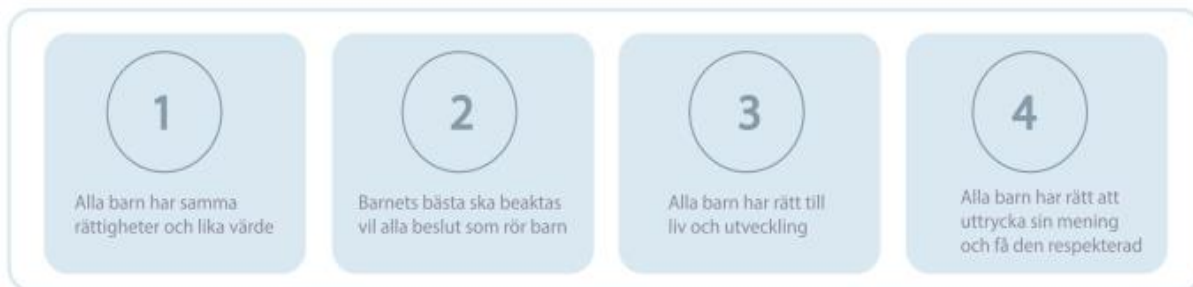 1
Alla barn har samma
rättigheter och lika värde
2
Barnets bästa ska beaktas
vil alla beslut som rör barn
3
Alla barn har rätt till
liv och utveckling
4
Alla barn har rätt att
uttrycka sin mening
och få den respekterad